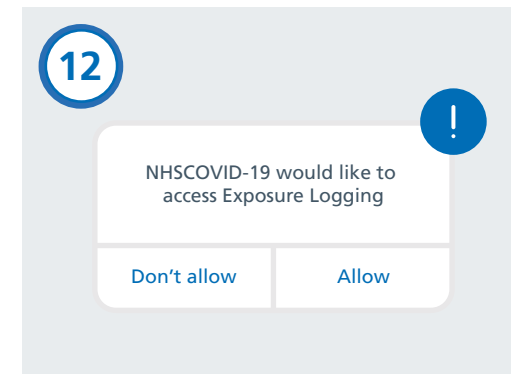 12
!
NHSCOVID-19 would like to
access Exposure Logging
Don’t allow
Allow